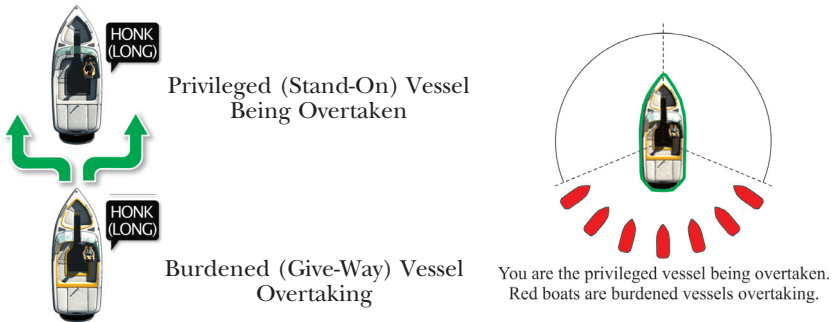 HONK
(LONG)
Privileged (Stand-On) Vessel
Being Overtaken
HONK
(LONG)
Burdened (Give-Way) Vessel
Overtaking
You are the privileged vessel being overtaken.
Red boats are burdened vessels overtaking.